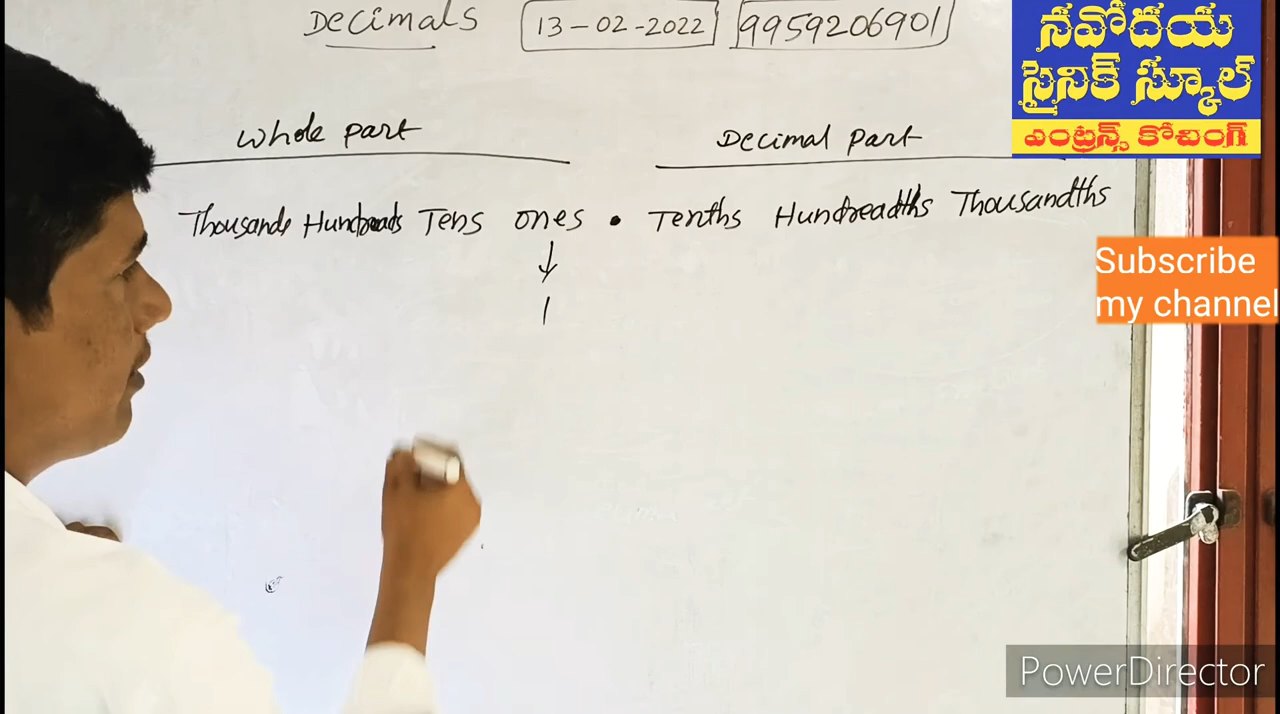 Decimals 13-02-2022 9959206901
నవోదయ
సైనిక్ స్కూల్
ఎంట్రన్స్ కోచింగ్
Whole part Decimal part
Thousands Hundreads Tens ones . Tenths Hundreadths Thousandths
1
Subscribe
my channel
PowerDirector